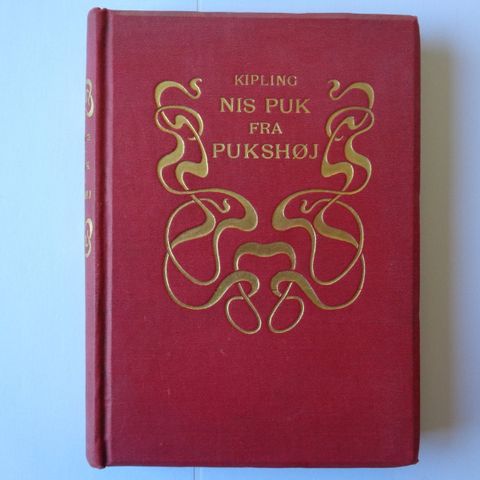 KIPLING
NIS PUK
FRA
PUKSHØJ